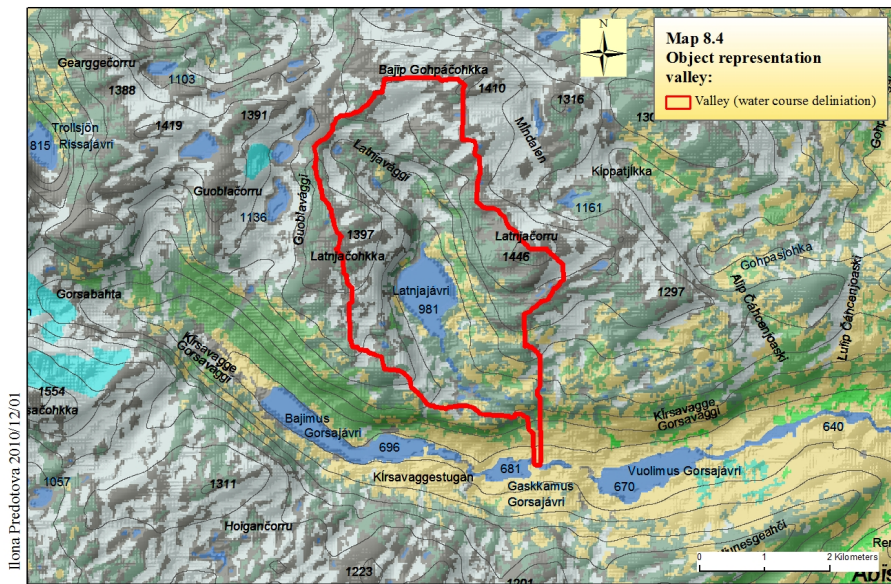 N
Map 8.4
Object representation
valley:
Valley (water course deliniation)
Gearggečorru
1103
1388
1391
1419
Trollsjön
Rissajávri
815
Bajip Gohpačohkka
1410
1316
Mindalen
Kippatjikka
Latnjavággi
Guoblačorru
Guoblavággi
1136
1161
1397
Latnjačohkka
Latnjačorru
1446
Gohpasjohka
Latnjajávri
981
1297
Alip Čáhcenjoaski
Lulip Čáhcenjoaski
Gorsabahta
Kirsavagge
Gorsavággi
1554
Bajimus
Gorsajávri
696
Kirsavagge
Gorsavággi
640
681
Vuolimus Gorsajávri
670
Kirsavaggestugan
Gaskkamus
Gorsajávri
1057
1311
Hoigančorru
1223
1201
0 1 2 Kilometers
Ilona Predotova 2010/12/01